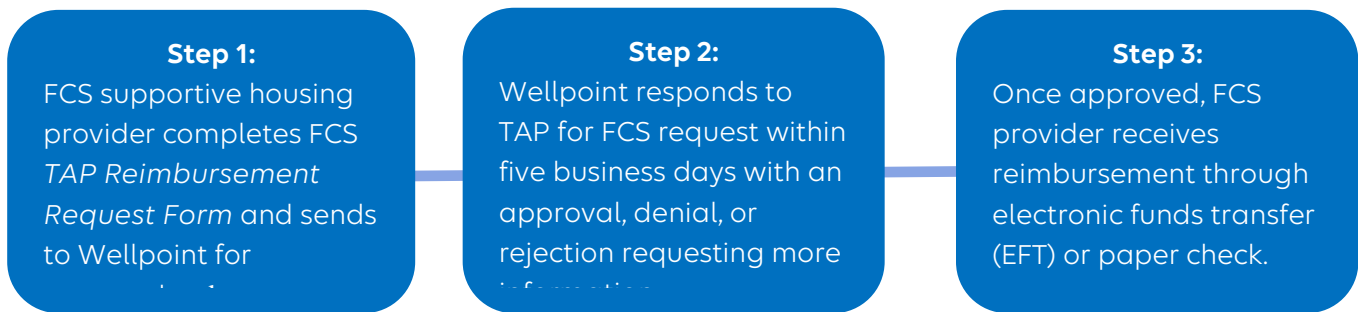 Step 1:
FCS supportive housing
provider completes FCS
TAP Reimbursement
Request Form and sends
to Wellpoint for
Step 2:
Wellpoint responds to
TAP for FCS request within
five business days with an
approval, denial, or
rejection requesting more
Step 3:
Once approved, FCS
provider receives
reimbursement through
electronic funds transfer
(EFT) or paper check.